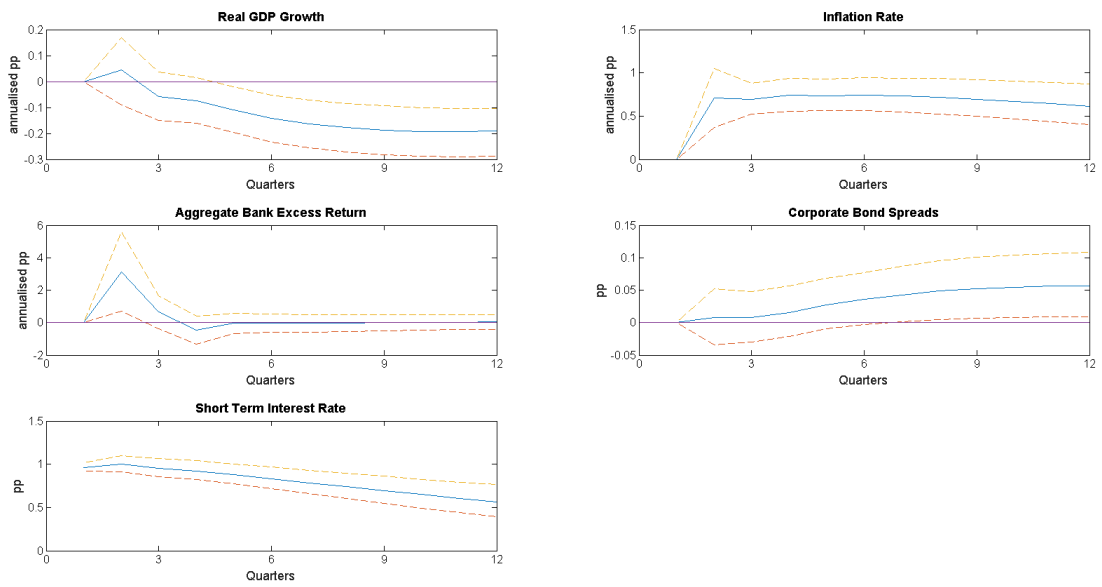 Real GDP Growth
annualised pp
0.2
0.1
0
-0.1
-0.2
-0.3
0 3 6 9 12
Quarters
Inflation Rate
annualised pp
1.5
1
0.5
0
0 3 6 9 12
Quarters
Aggregate Bank Excess Return
annualised pp
6
4
2
0
-2
0 3 6 9 12
Quarters
Corporate Bond Spreads
pp
0.15
0.1
0.05
0
-0.05
0 3 6 9 12
Quarters
Short Term Interest Rate
pp
1.5
1
0.5
0
0 3 6 9 12
Quarters